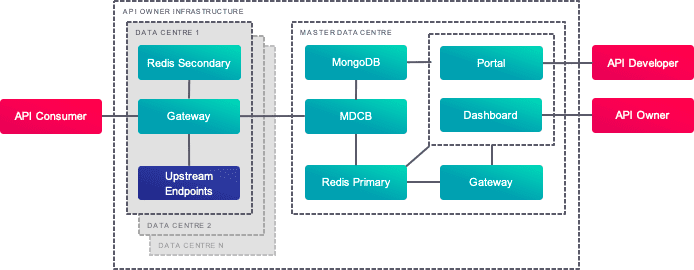 API OWNER INFRASTRUCTURE
DATA CENTRE 1
MASTER DATA CENTRE
Redis Secondary
MongoDB
Portal
API Developer
API Consumer
Gateway
MDCB
Dashboard
API Owner
Upstream
Endpoints
Redis Primary
Gateway
DATA CENTRE 2
DATA CENTRE N